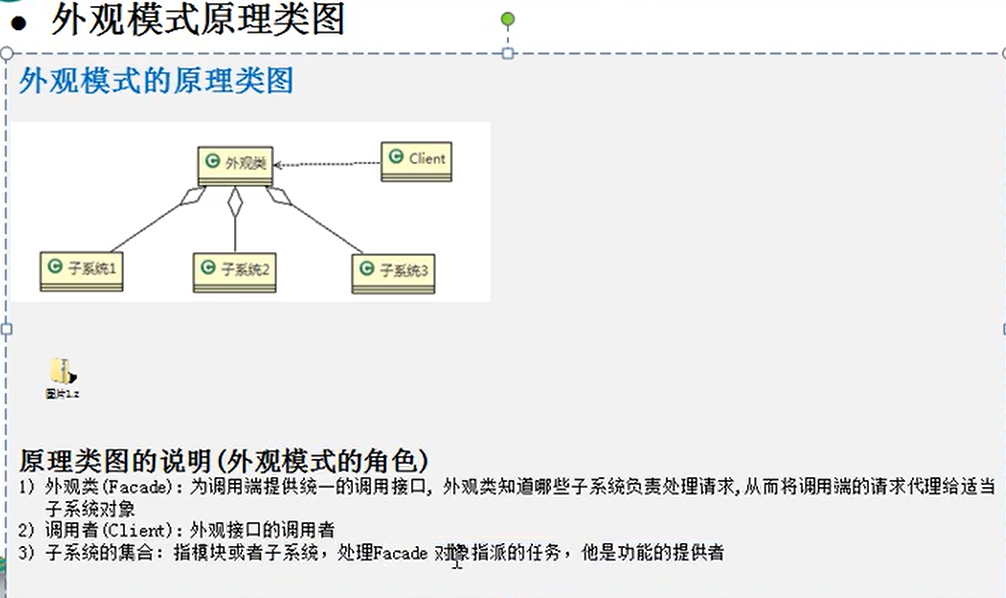 外观模式原理类图
外观模式的原理类图
外观类
Client
子系统1
子系统2
子系统3
图片1.z
原理类图的说明(外观模式的角色)
1) 外观类(Facade): 为调用端提供统一的调用接口, 外观类知道哪些子系统负责处理请求,从而将调用端的请求代理给适当
子系统对象
2) 调用者(Client): 外观接口的调用者
3) 子系统的集合: 指模块或者子系统, 处理Facade 对象指派的任务, 他是功能的提供者